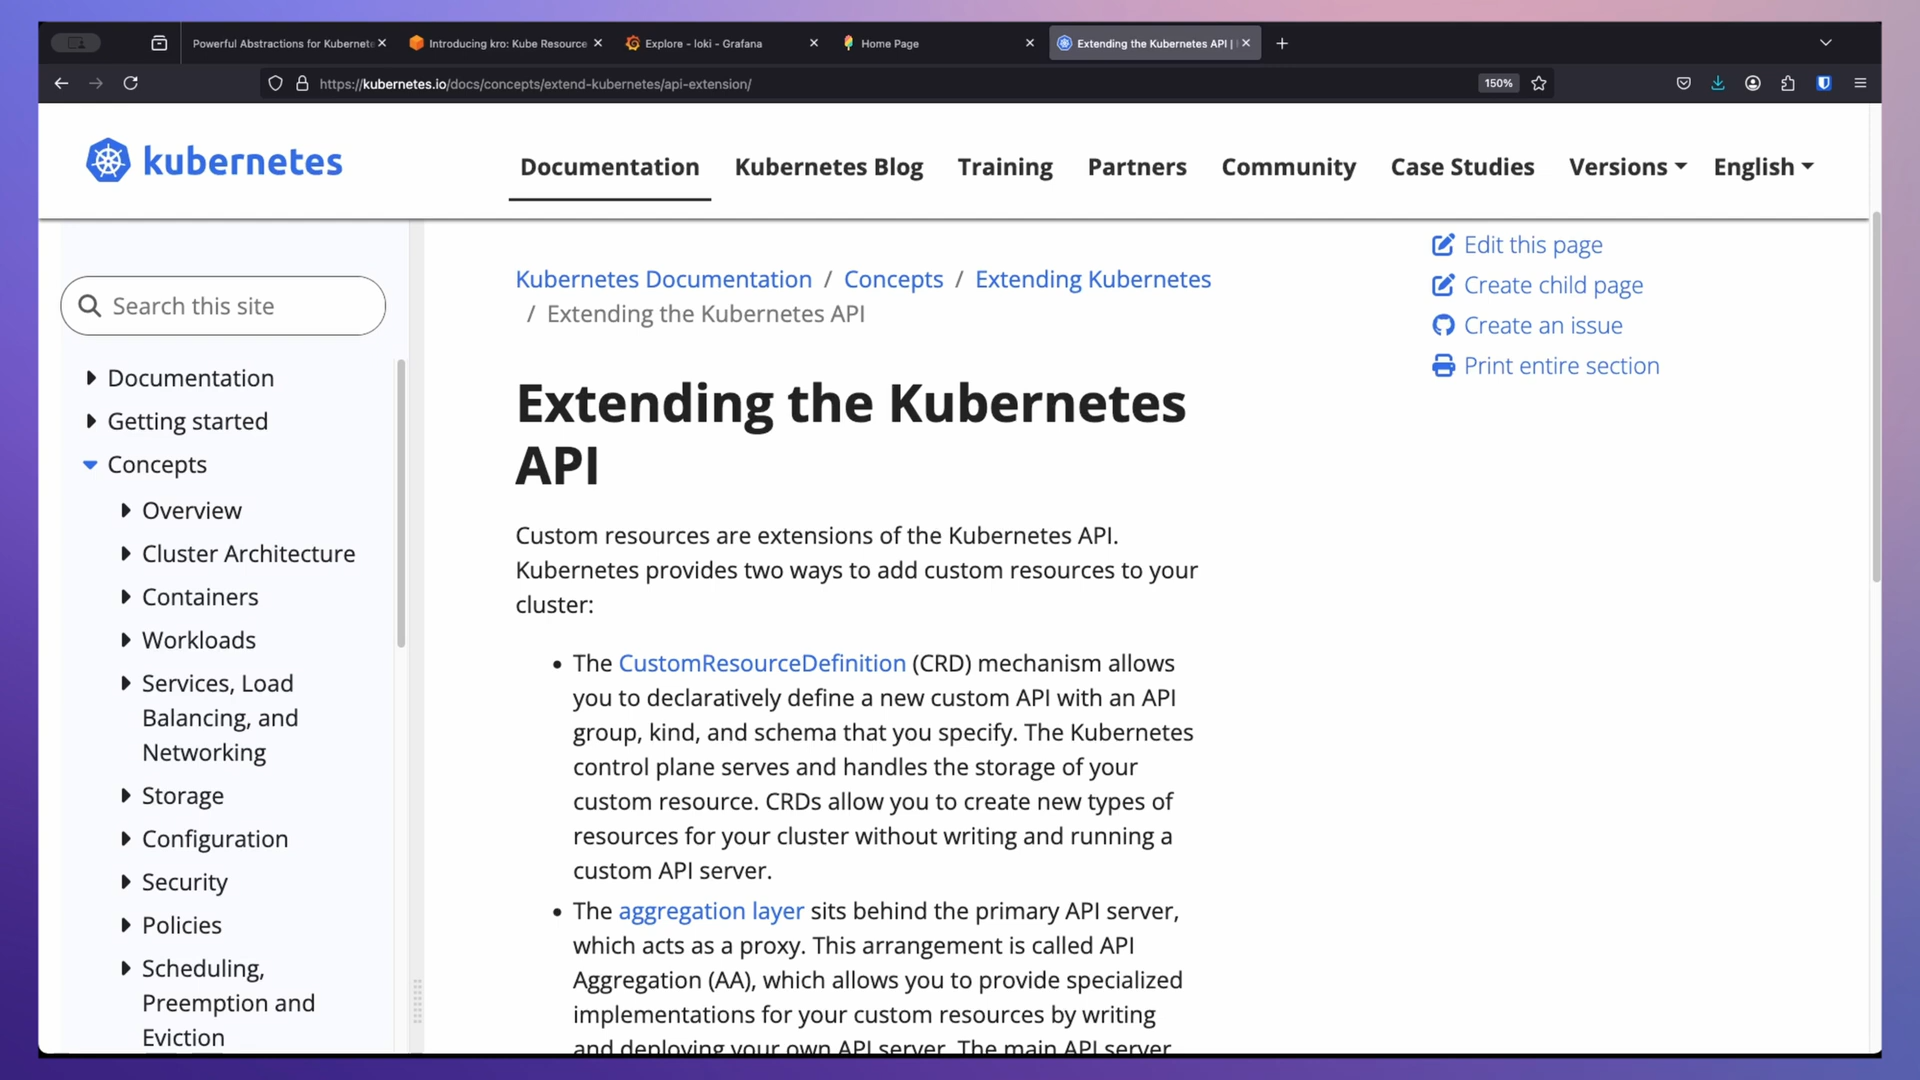 Powerful Abstractions for Kubernete
Introducing kro: Kube Resource
Explore - loki - Grafana
Home Page
Extending the Kubernetes API |
https://kubernetes.io/docs/concepts/extend-kubernetes/api-extension/
150%
kubernetes
Documentation
Kubernetes Blog
Training
Partners
Community
Case Studies
Versions
English
Search this site
Documentation
Getting started
Concepts
Overview
Cluster Architecture
Containers
Workloads
Services, Load
Balancing, and
Networking
Storage
Configuration
Security
Policies
Scheduling,
Preemption and
Eviction
Kubernetes Documentation / Concepts / Extending Kubernetes
/ Extending the Kubernetes API
Extending the Kubernetes
API
Custom resources are extensions of the Kubernetes API.
Kubernetes provides two ways to add custom resources to your
cluster:
• The CustomResourceDefinition (CRD) mechanism allows
you to declaratively define a new custom API with an API
group, kind, and schema that you specify. The Kubernetes
control plane serves and handles the storage of your
custom resource. CRDs allow you to create new types of
resources for your cluster without writing and running a
custom API server.
• The aggregation layer sits behind the primary API server,
which acts as a proxy. This arrangement is called API
Aggregation (AA), which allows you to provide specialized
implementations for your custom resources by writing
and deploying your own API server. The main API server
Edit this page
Create child page
Create an issue
Print entire section